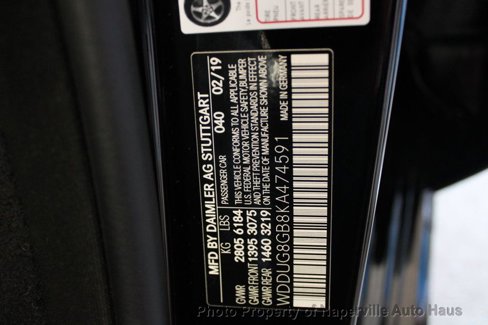 MFD BY DAIMLER AG STUTTGART
PASSENGER CAR 040 02/19
KG LBS
GVWR 2805 6184
GAWR FRONT 1395 3075
GAWR REAR 1460 3219
THIS VEHICLE CONFORMS TO ALL APPLICABLE
U.S. FEDERAL MOTOR VEHICLE SAFETY, BUMPER
AND THEFT PREVENTION STANDARDS IN EFFECT
ON THE DATE OF MANUFACTURE SHOWN ABOVE
WDDUG8GB8KA474591 MADE IN GERMANY
Photo Property of Naperville Auto Haus